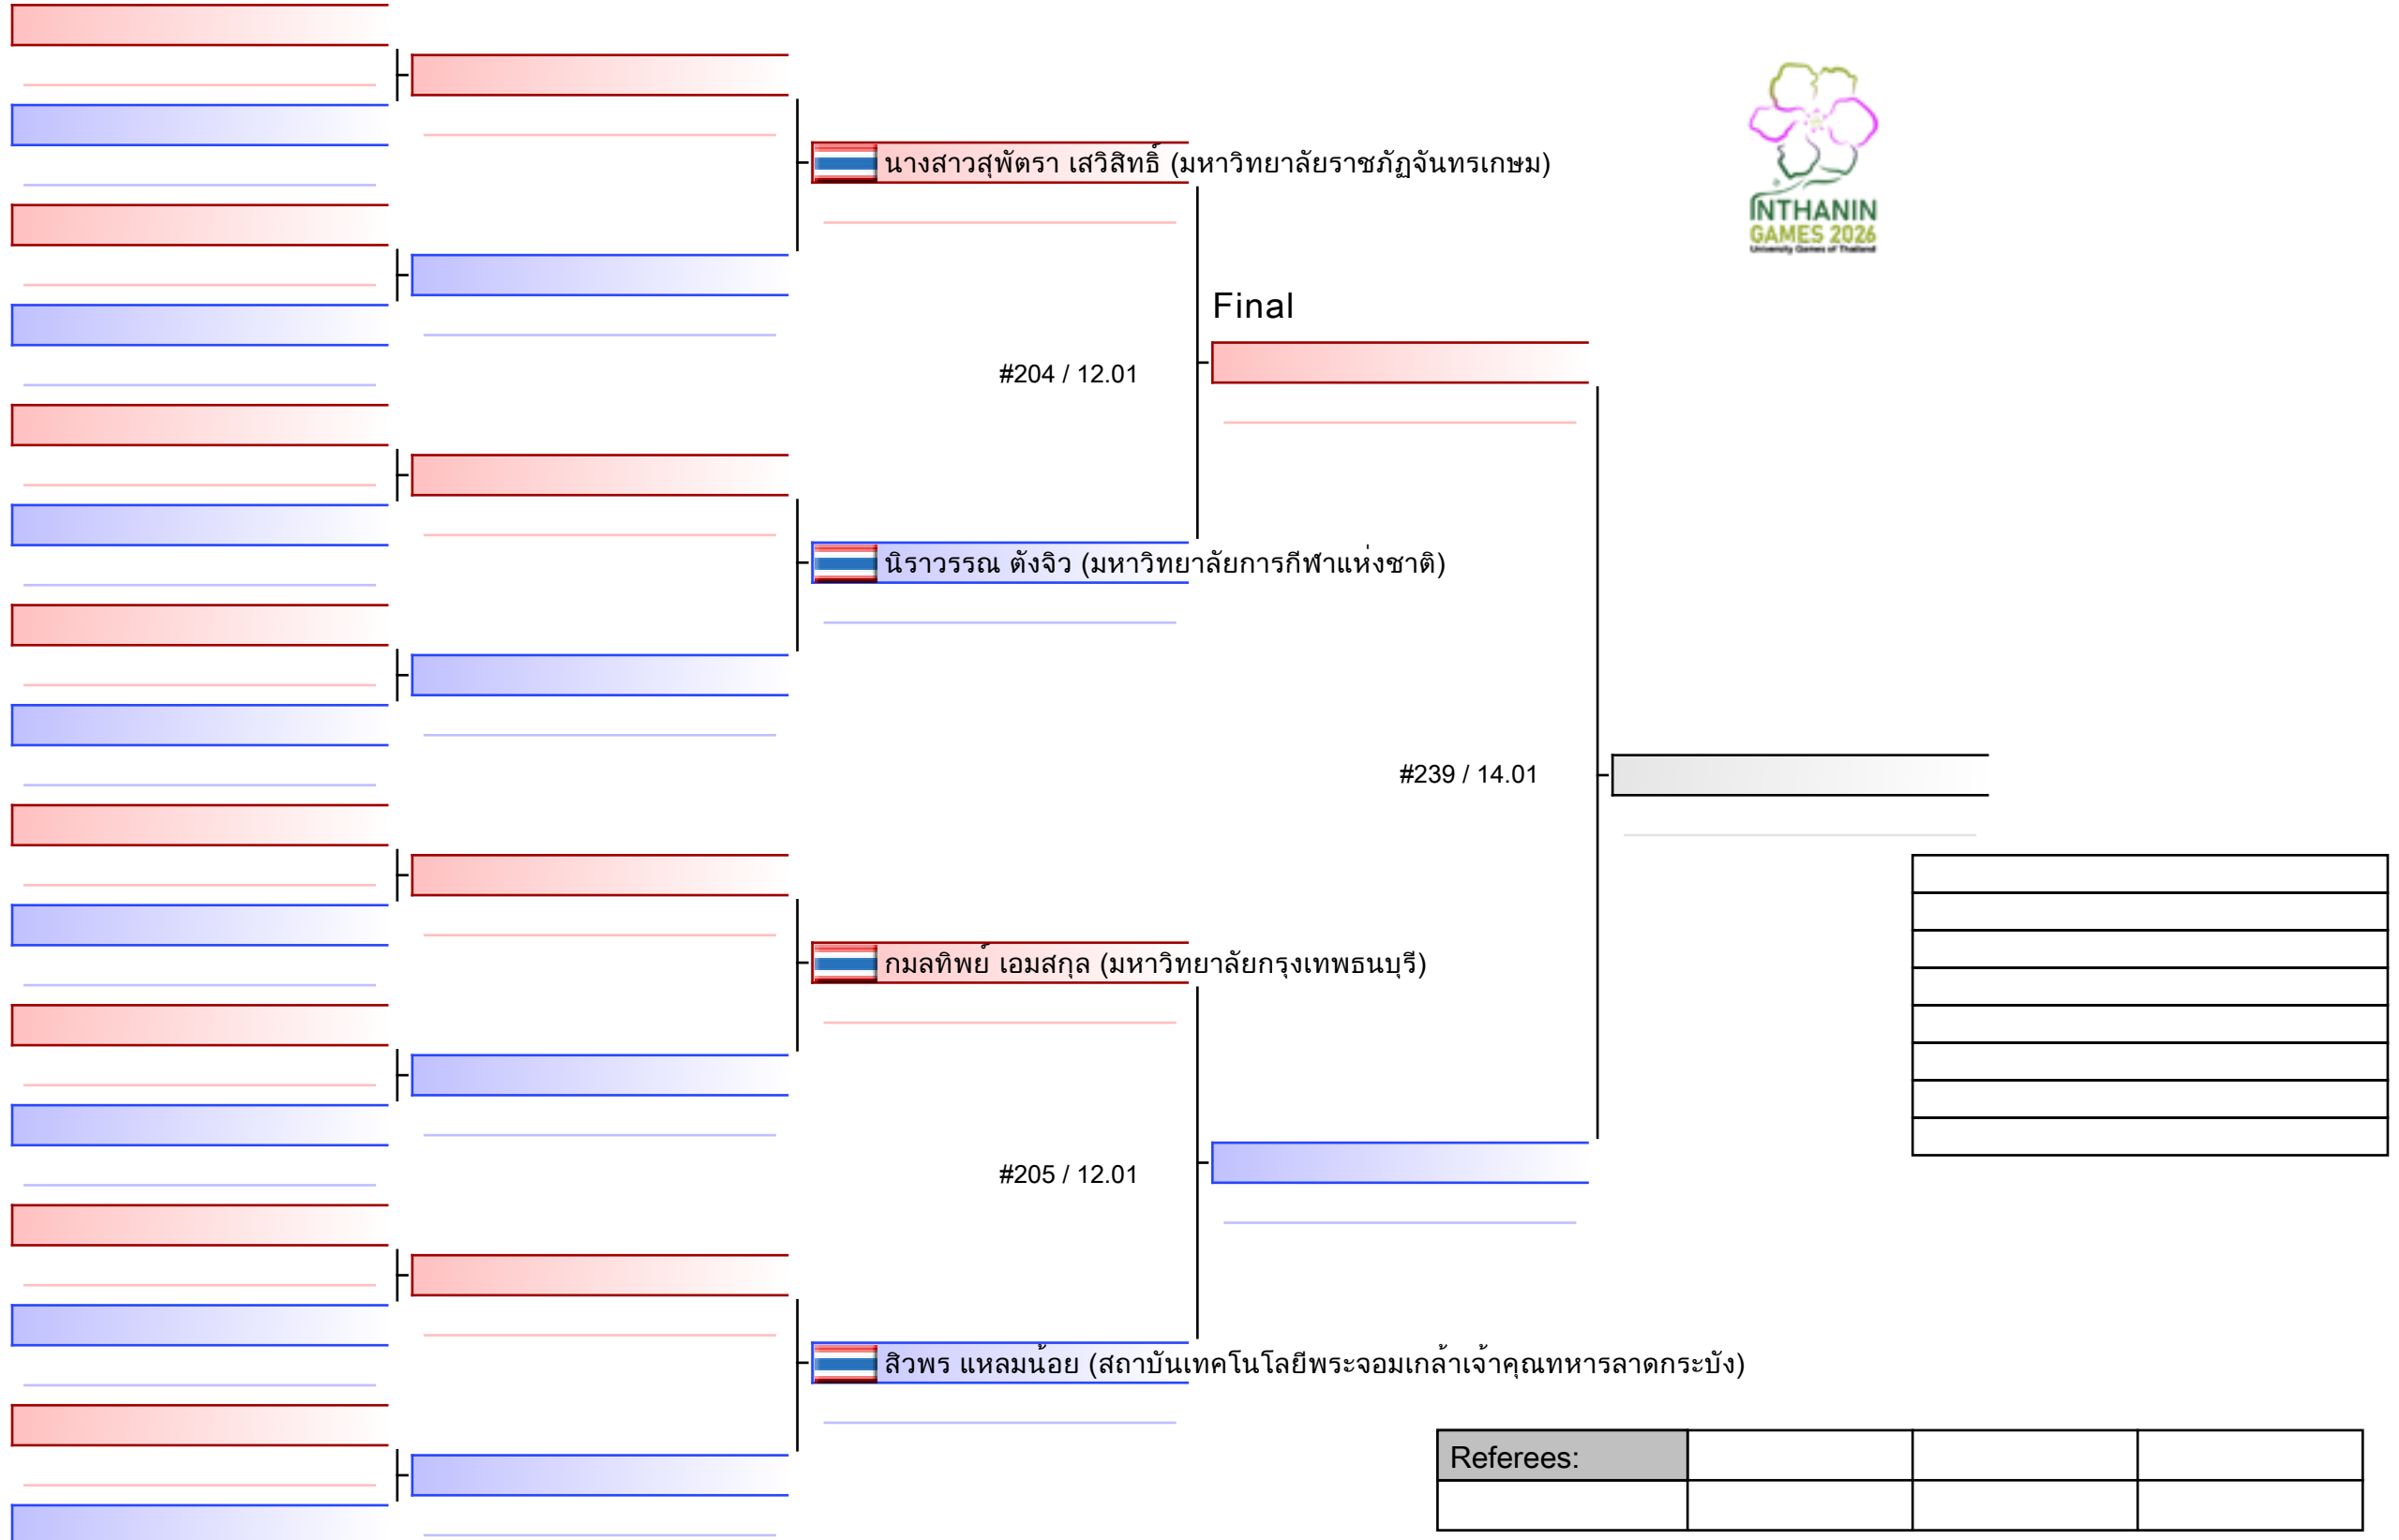 นางสาวสุพัตรา เสวิสิทธิ์ (มหาวิทยาลัยราชภัฏจันทรเกษม)
INTHANIN
GAMES 2026
University Games of Thailand
Final
#204 / 12.01
นิราวรรณ ตังจิว (มหาวิทยาลัยการกีฬาแห่งชาติ)
#239 / 14.01
กมลทิพย์ เอมสกุล (มหาวิทยาลัยกรุงเทพธนบุรี)
#205 / 12.01
สิวพร แหลมน้อย (สถาบันเทคโนโลยีพระจอมเกล้าเจ้าคุณทหารลาดกระบัง)
Referees: